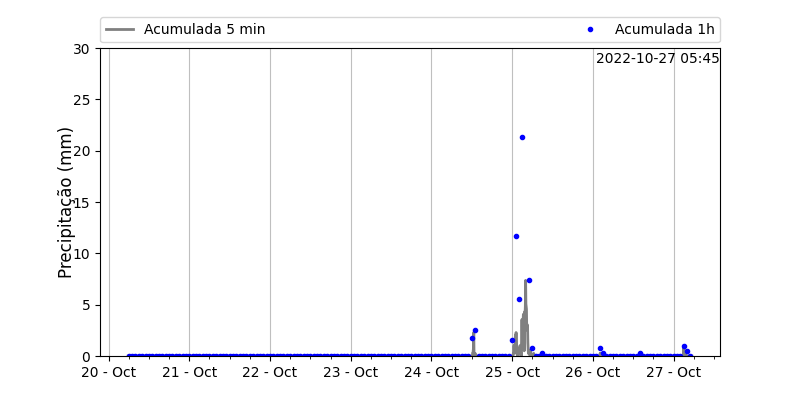 Acumulada 5 min
Acumulada 1h
2022-10-27 05:45
Precipitação (mm)
30
25
20
15
10
5
0
20 - Oct
21 - Oct
22 - Oct
23 - Oct
24 - Oct
25 - Oct
26 - Oct
27 - Oct